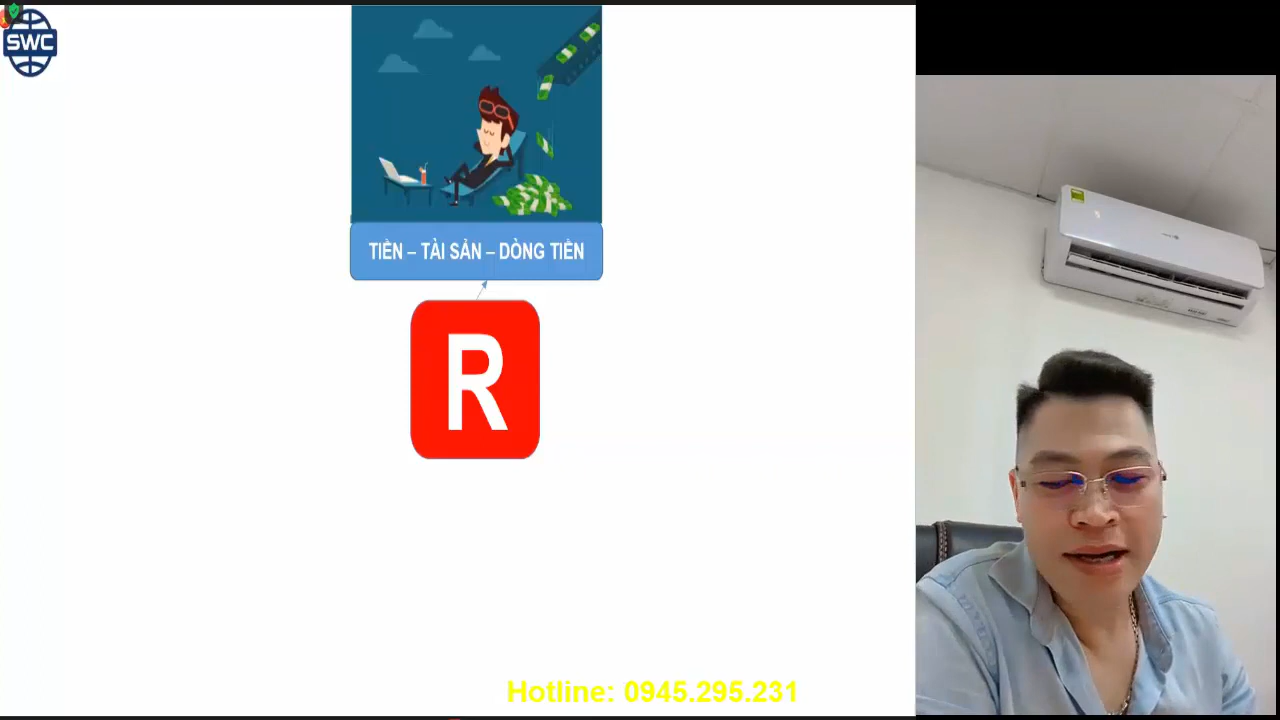 SWC
TIỀN – TÀI SẢN – DÒNG TIỀN
R
Hotline: 0945.295.231